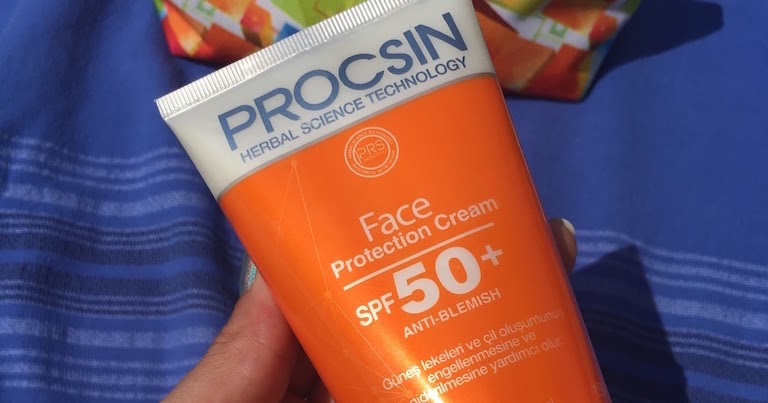 PROCSIN
HERBAL SCIENCE TECHNOLOGY
PRS
Face
Protection Cream
SPF 50+
ANTI-BLEMISH
Güneş lekeleri ve çil oluşumunun
engellenmesine ve
giderilmesine yardımcı olur.